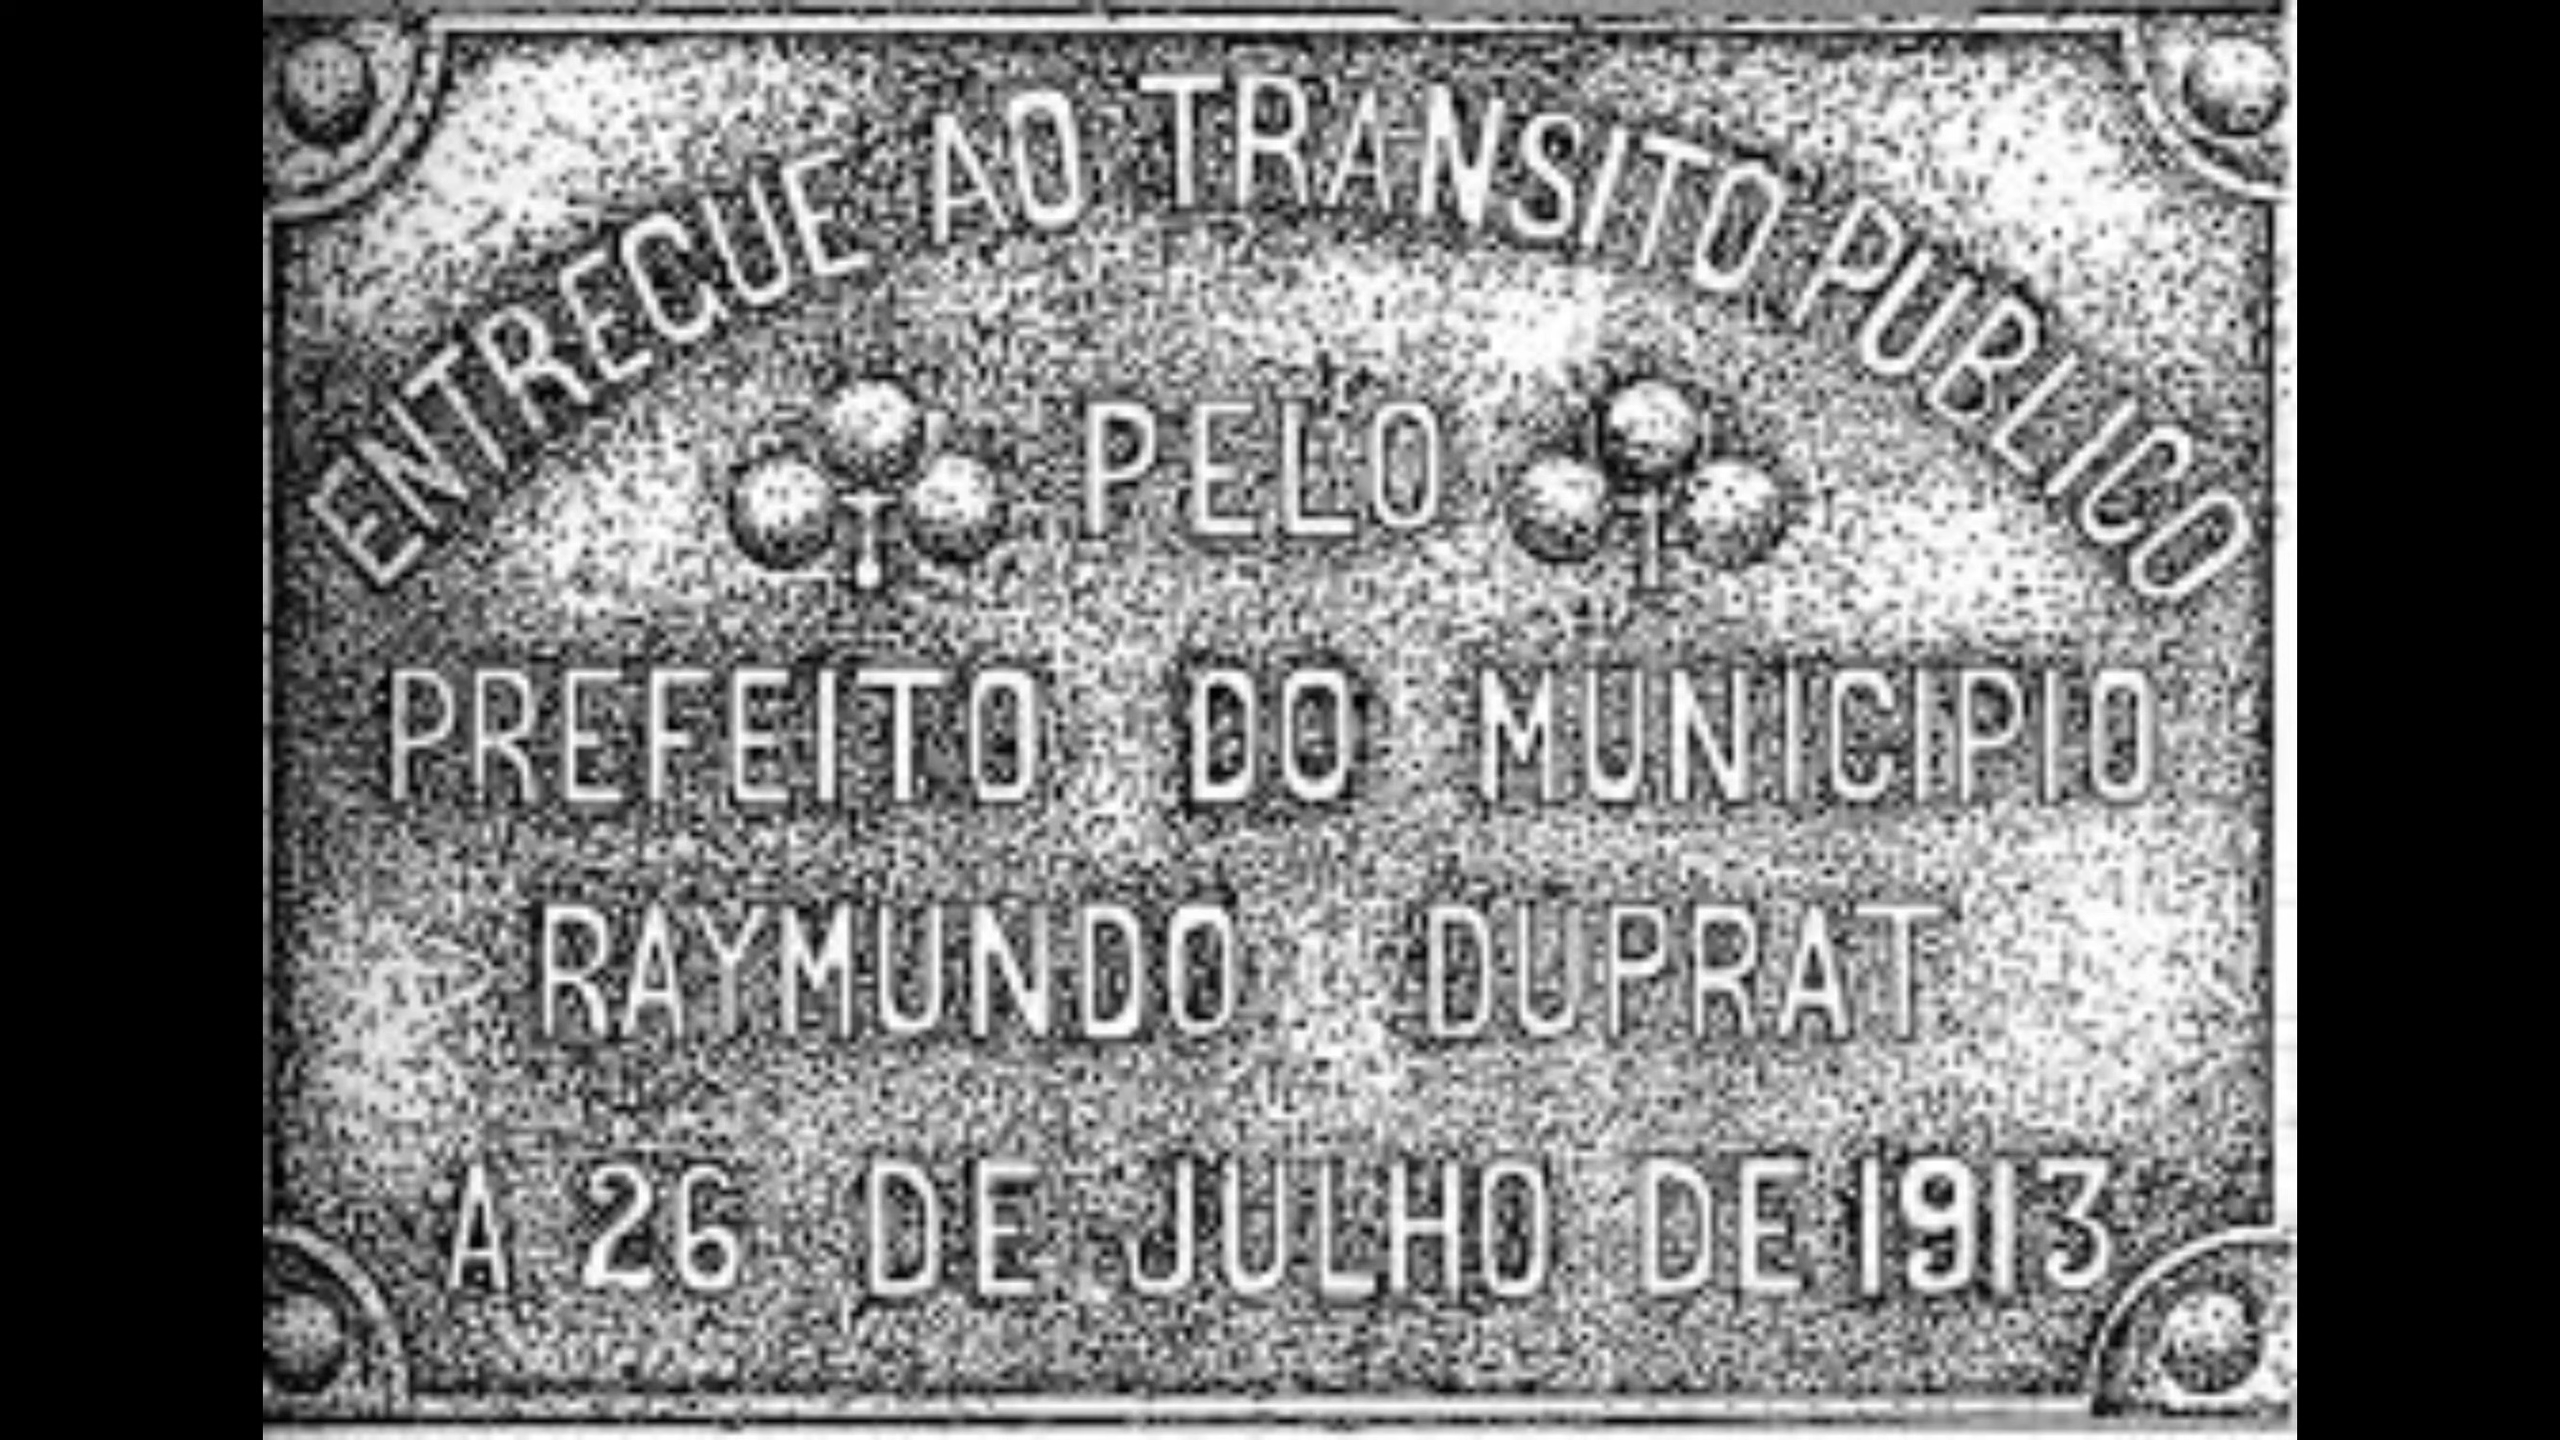 ENTREGUE AO TRANSITO PUBLICO
PELO
PREFEITO DO MUNICIPIO
RAYMUNDO DUPRAT
A 26 DE JULHO DE 1913